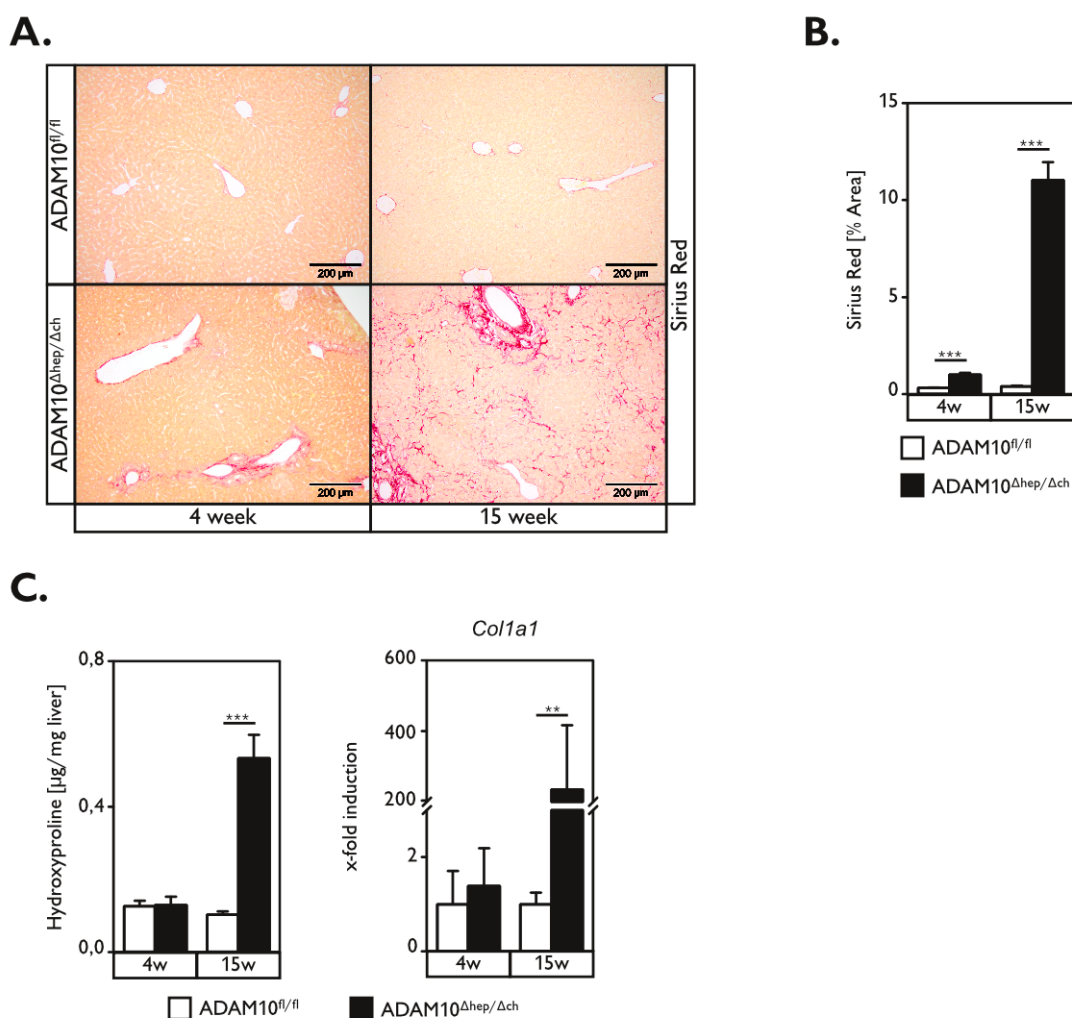 A.
ADAM10fl/fl
200 µm
200 µm
ADAM10Δhep/Δch
200 µm
200 µm
4 week
15 week
Sirius Red
B.
Sirius Red [% Area]
15
10
5
0
***
***
4w
15w
ADAM10fl/fl
ADAM10Δhep/Δch
C.
Hydroxyproline [µg/mg liver]
0,8
0,4
0,0
***
4w
15w
Col1a1
x-fold induction
600
400
200
2
0
**
4w
15w
ADAM10fl/fl
ADAM10Δhep/Δch